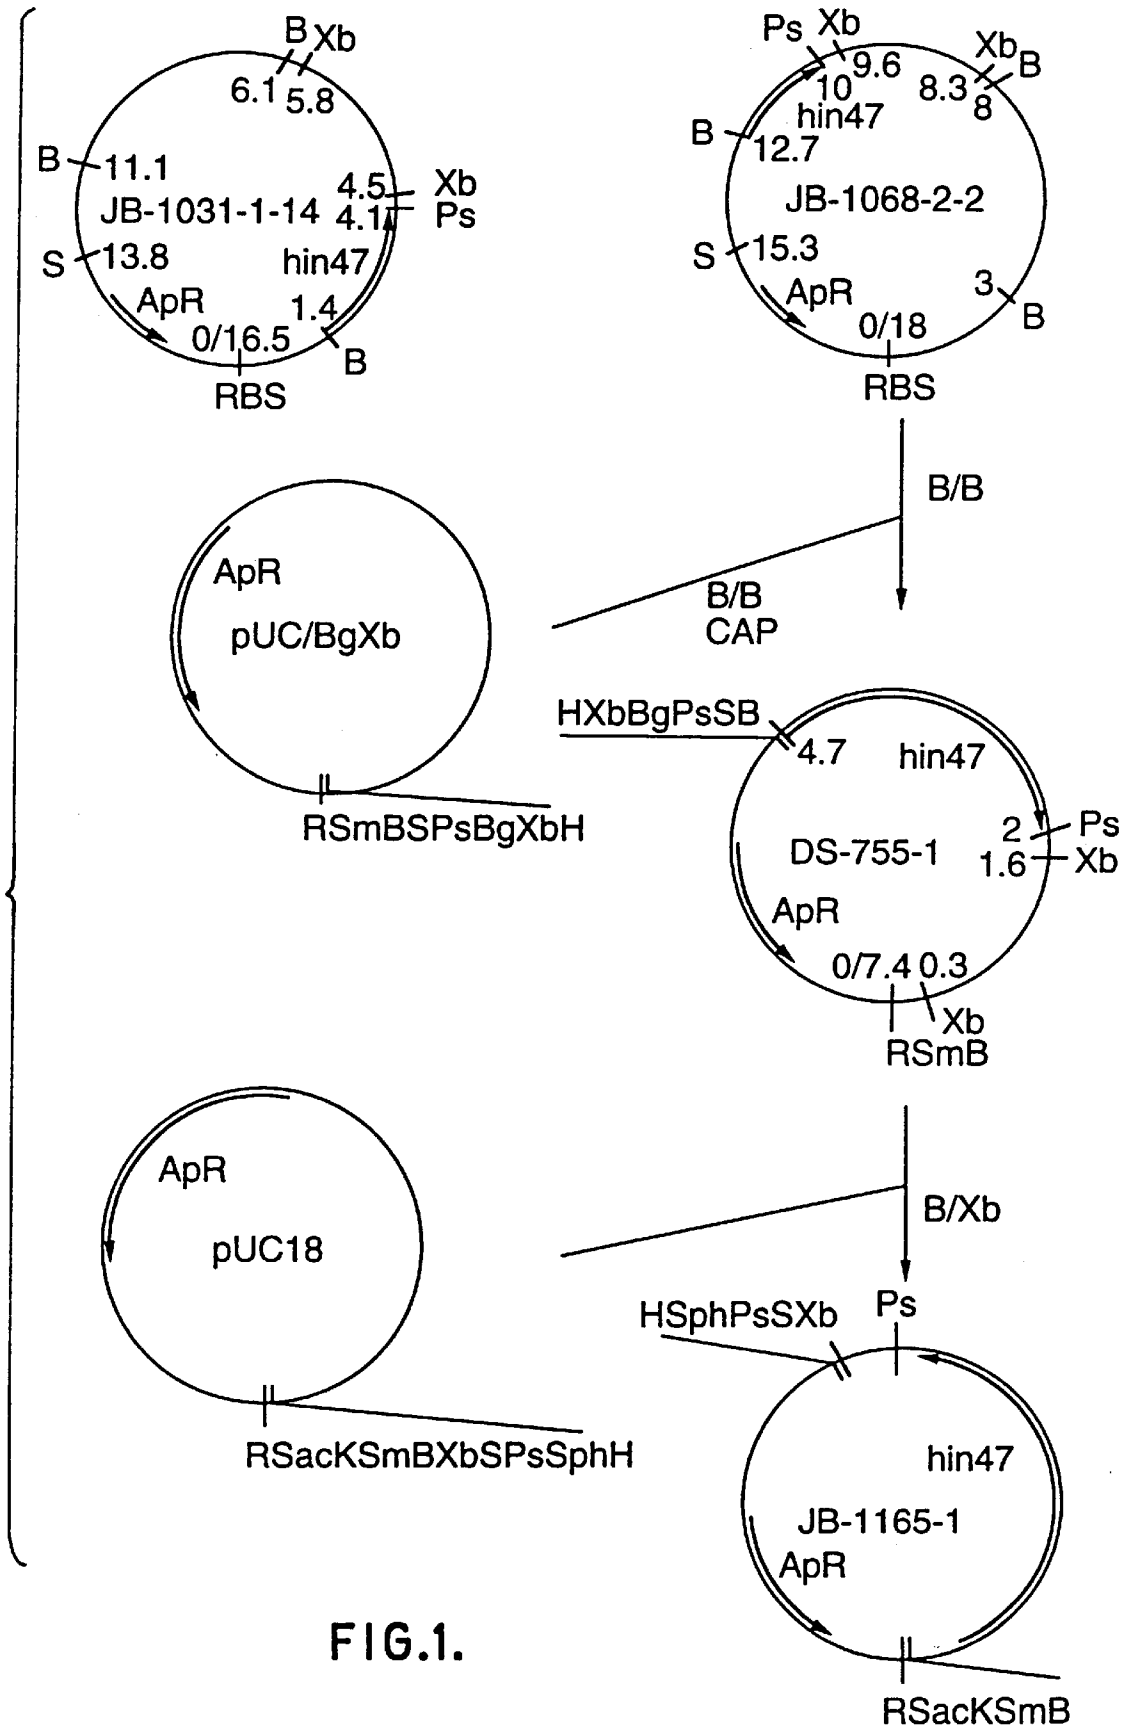 B Xb
6.1 5.8
B 11.1
4.5 Xb
JB-1031-1-14 4.1 Ps
S 13.8
hin47
ApR
1.4
0/16.5
B
RBS
Ps Xb
Xb B
9.6
10
8.3
8
hin47
B 12.7
JB-1068-2-2
S 15.3
ApR
3
B
0/18
RBS
B/B
ApR
pUC/BgXb
B/B
CAP
RSmBSPsBgXbH
HXbBgPsSB
4.7
hin47
2 Ps
1.6 Xb
DS-755-1
ApR
0/7.4 0.3
Xb
RSmB
ApR
pUC18
B/Xb
RSacKSmBXbSPsSphH
HSphPsSXb
Ps
hin47
JB-1165-1
ApR
RSacKSmB
FIG.1.